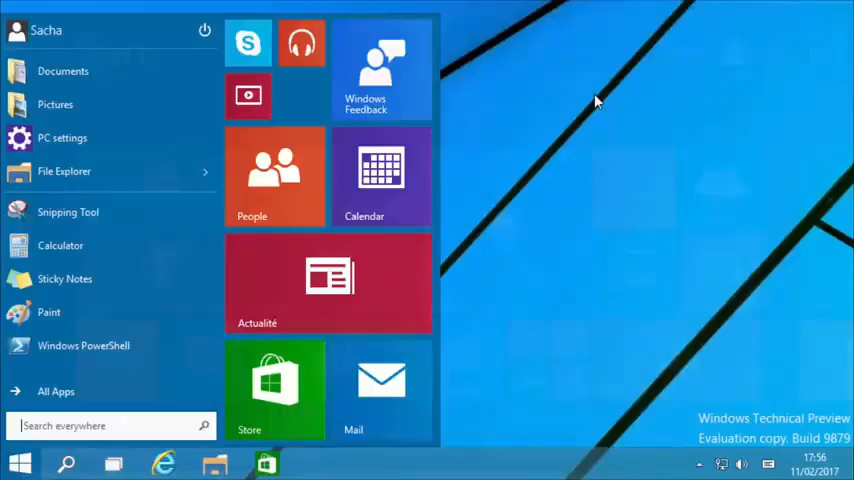 Sacha
Documents
Pictures
PC settings
File Explorer
Snipping Tool
Calculator
Sticky Notes
Paint
Windows PowerShell
All Apps
Search everywhere
Windows
Feedback
People
Calendar
Actualité
Store
Mail
Windows Technical Preview
Evaluation copy. Build 9879
17:56
11/02/2017